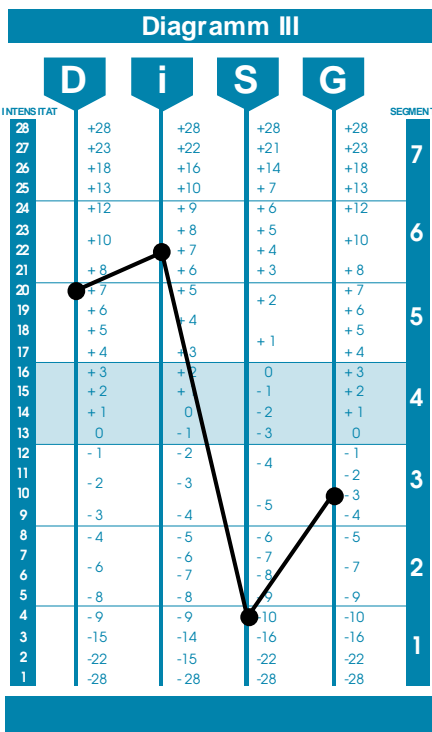 Diagramm III
D i S G
INTENSITAT SEGMENT
28 +28 +28 +28 +28
27 +23 +22 +21 +23 7
26 +18 +16 +14 +18
25 +13 +10 + 7 +13
24 +12 + 9 + 6 +12
23 + 8 + 5 6
+10 +10
22 + 7 + 4
21 + 8 + 6 + 3 + 8
20 + 7 + 5 + 7
+ 2
19 + 6 + 6
+ 4 5
18 + 5 + 5
+ 1
17 + 4 + 3 + 4
16 + 3 + 2 0 + 3
15 + 2 + - 1 + 2 4
14 + 1 0 - 2 + 1
13 0 - 1 - 3 0
12 - 1 - 2 - 1
- 4
11 - 2
- 2 - 3 3
10 - 3
- 5
9 - 3 - 4 - 4
8 - 4 - 5 - 6 - 5
7 - 6 - 7
- 6 - 7 2
6 - 7 - 8
5 - 8 - 8 - 9 - 9
4 - 9 - 9 -10 -10
3 -15 -14 -16 -16 1
2 -22 -15 -22 -22
1 -28 - 28 -28 -28